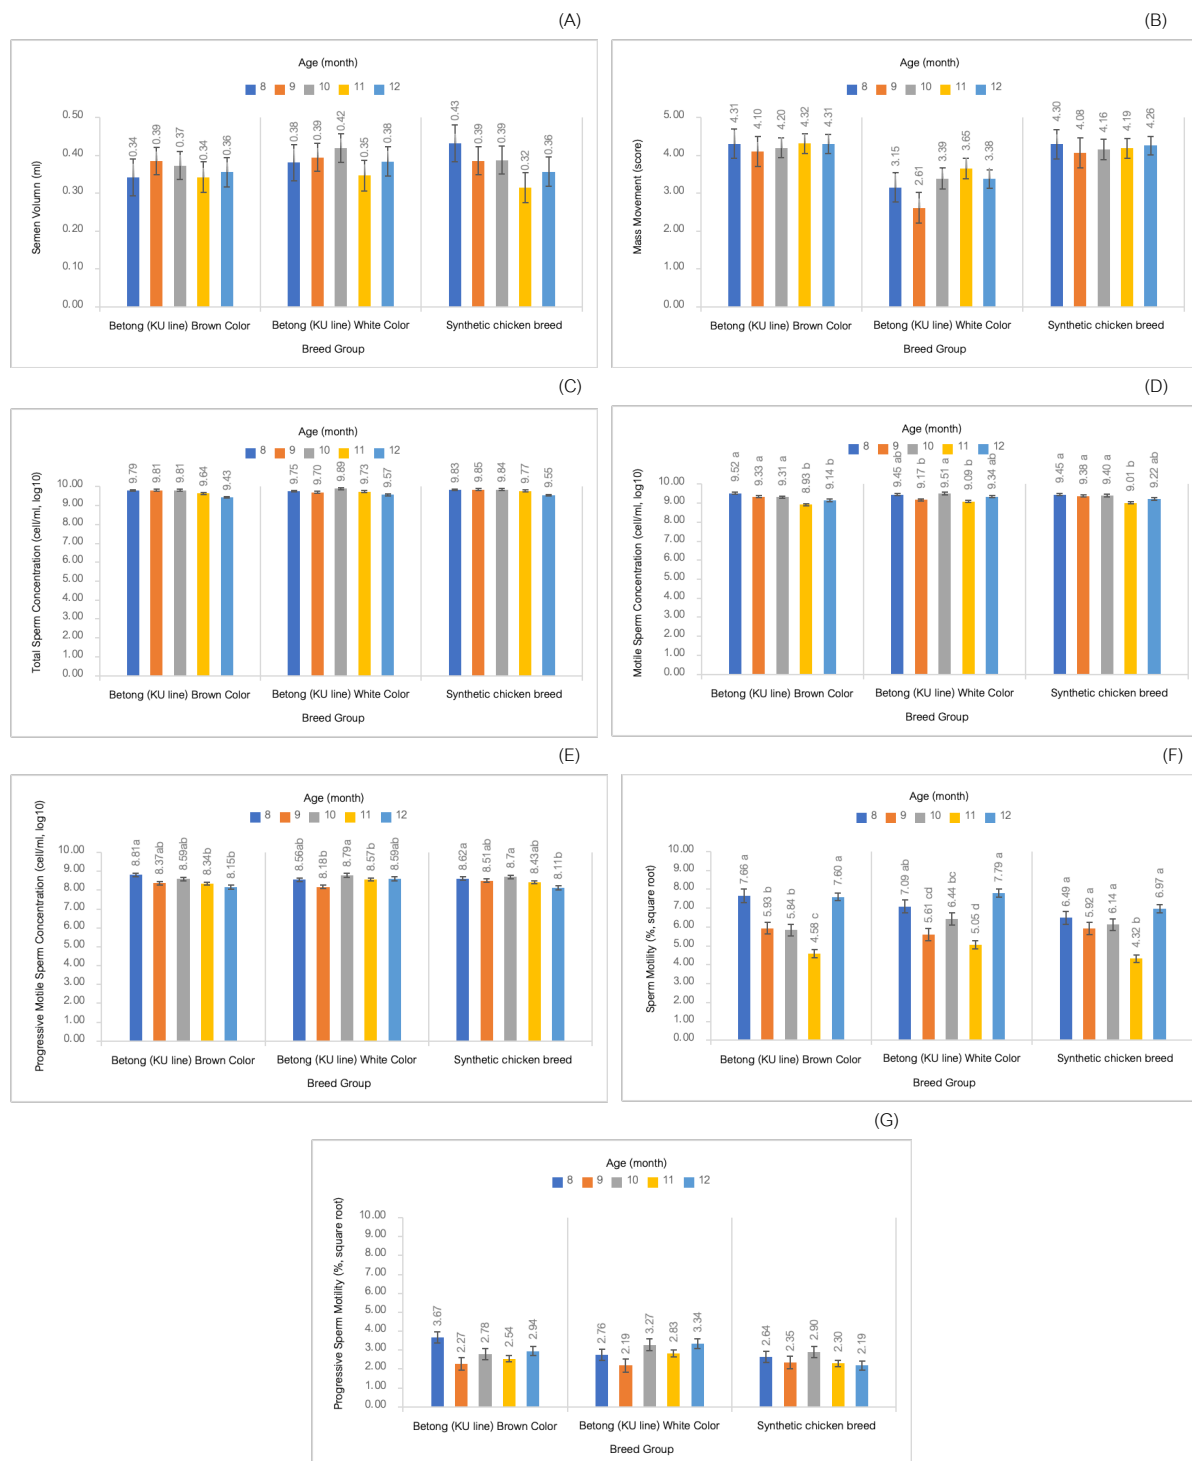 (A)
Age (month)
8 9 10 11 12
Semen Volumn (ml)
0.50
0.40
0.30
0.20
0.10
0.00
0.34 0.39 0.37 0.34 0.36
0.38 0.39 0.42 0.35 0.38
0.43 0.39 0.39 0.32 0.36
Betong (KU line) Brown Color Betong (KU line) White Color Synthetic chicken breed
Breed Group
(B)
Age (month)
8 9 10 11 12
Mass Movement (score)
5.00
4.00
3.00
2.00
1.00
0.00
4.31 4.10 4.20 4.32 4.31
3.15 2.61 3.39 3.65 3.38
4.30 4.08 4.16 4.19 4.26
Betong (KU line) Brown Color Betong (KU line) White Color Synthetic chicken breed
Breed Group
(C)
Age (month)
8 9 10 11 12
Total Sperm Concentration (cell/ml, log10)
10.00
9.00
8.00
7.00
6.00
5.00
4.00
3.00
2.00
1.00
0.00
9.79 9.81 9.81 9.64 9.43
9.75 9.70 9.89 9.73 9.57
9.83 9.85 9.84 9.77 9.55
Betong (KU line) Brown Color Betong (KU line) White Color Synthetic chicken breed
Breed Group
(D)
Age (month)
8 9 10 11 12
Motile Sperm Concentration (cell/ml, log10)
10.00
9.00
8.00
7.00
6.00
5.00
4.00
3.00
2.00
1.00
0.00
9.52 a 9.33 a 9.31 a 8.93 b 9.14 b
9.45 ab 9.17 b 9.51 a 9.09 b 9.34 ab
9.45 a 9.38 a 9.40 a 9.01 b 9.22 ab
Betong (KU line) Brown Color Betong (KU line) White Color Synthetic chicken breed
Breed Group
(E)
Age (month)
8 9 10 11 12
Progressive Motile Sperm Concentration (cell/ml, log10)
10.00
9.00
8.00
7.00
6.00
5.00
4.00
3.00
2.00
1.00
0.00
8.81a 8.37ab 8.59ab 8.34b 8.15b
8.56ab 8.18b 8.79a 8.57b 8.59ab
8.62a 8.51ab 8.7a 8.43ab 8.11b
Betong (KU line) Brown Color Betong (KU line) White Color Synthetic chicken breed
Breed Group
(F)
Age (month)
8 9 10 11 12
Sperm Motility (%, square root)
10.00
9.00
8.00
7.00
6.00
5.00
4.00
3.00
2.00
1.00
0.00
7.66 a 5.93 b 5.84 b 4.58 c 7.60 a
7.09 ab 5.61 cd 6.44 bc 5.05 d 7.79 a
6.49 a 5.92 a 6.14 a 4.32 b 6.97 a
Betong (KU line) Brown Color Betong (KU line) White Color Synthetic chicken breed
Breed Group
(G)
Age (month)
8 9 10 11 12
Progressive Sperm Motility (%, square root)
10.00
9.00
8.00
7.00
6.00
5.00
4.00
3.00
2.00
1.00
0.00
3.67 2.27 2.78 2.54 2.94
2.76 2.19 3.27 2.83 3.34
2.64 2.35 2.90 2.30 2.19
Betong (KU line) Brown Color Betong (KU line) White Color Synthetic chicken breed
Breed Group